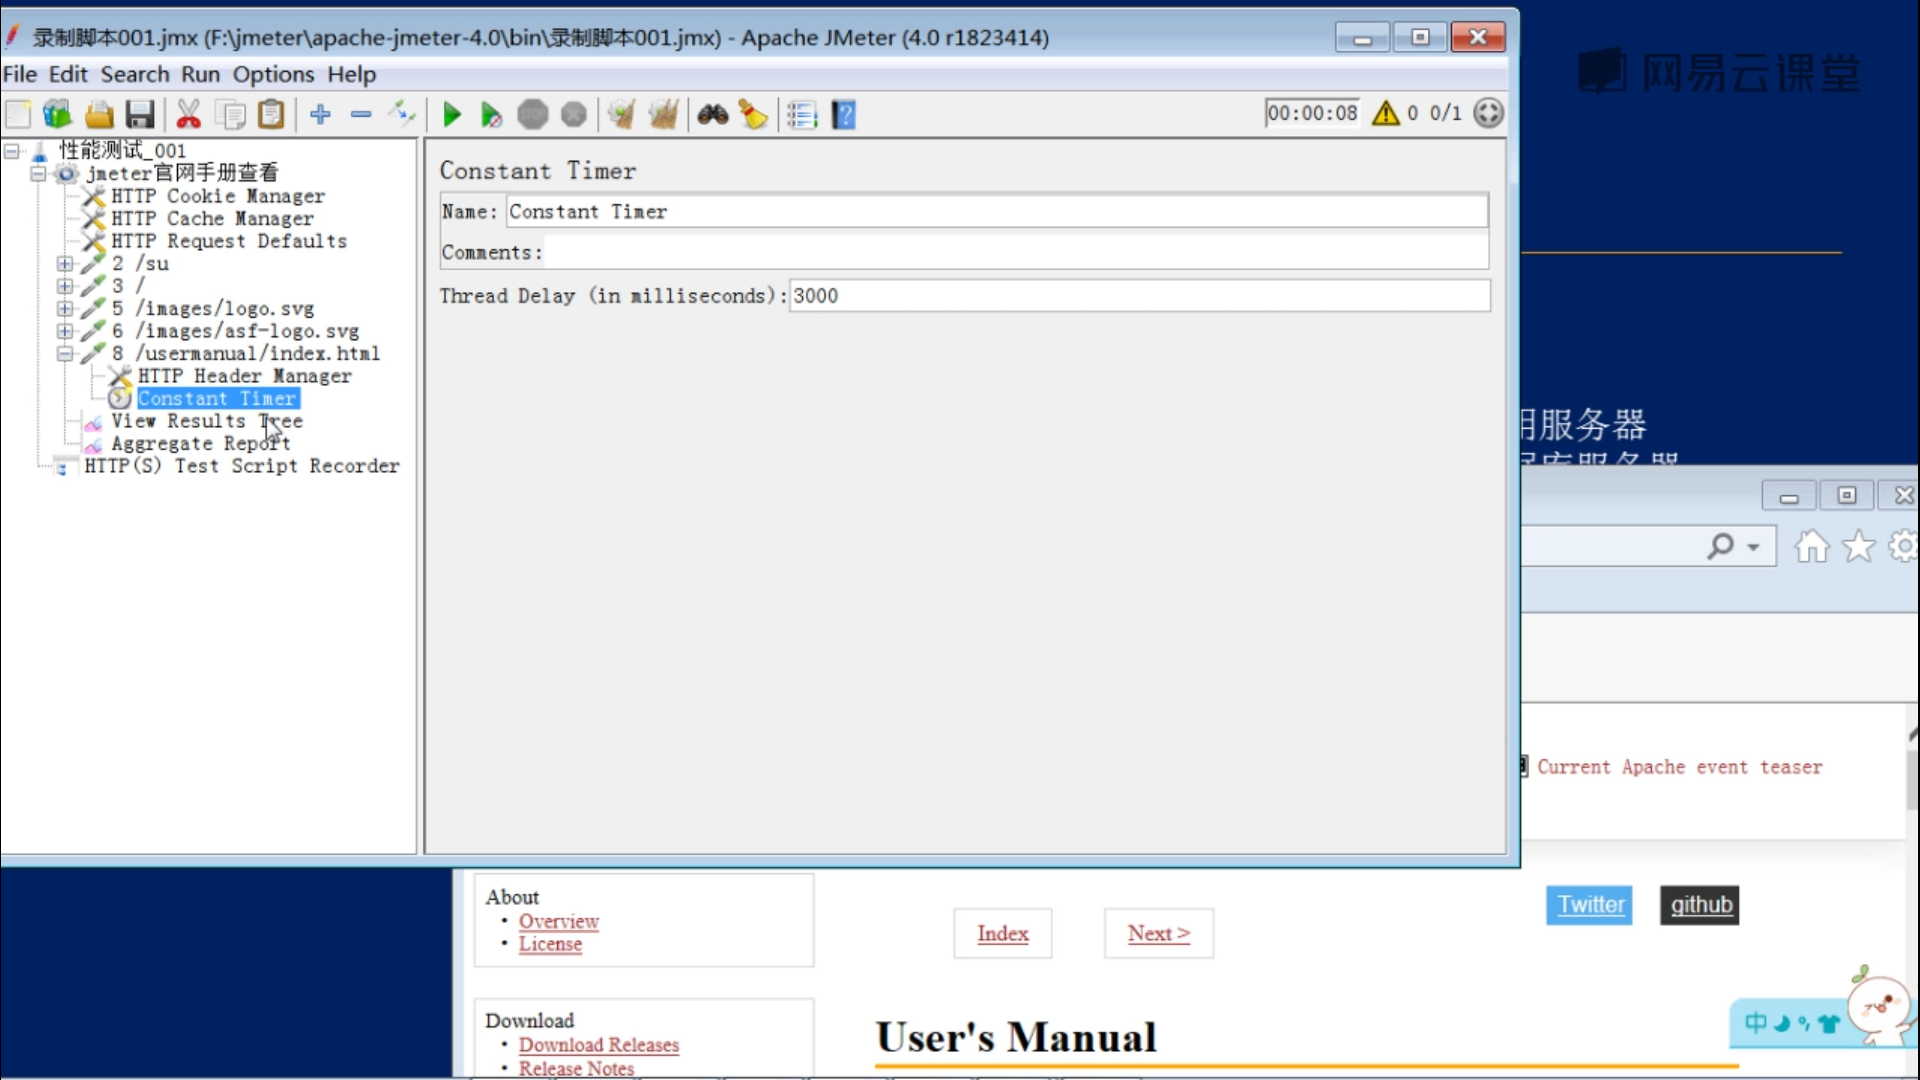 录制脚本001.jmx (F:\jmeter\apache-jmeter-4.0\bin\录制脚本001.jmx) - Apache JMeter (4.0 r1823414)
网易云课堂
File Edit Search Run Options Help
STOP
00:00:08 0 0/1
性能测试_001
jmeter官网手册查看
HTTP Cookie Manager
HTTP Cache Manager
HTTP Request Defaults
2 /su
3 /
5 /images/logo.svg
6 /images/asf-logo.svg
8 /usermanual/index.html
HTTP Header Manager
Constant Timer
View Results Tree
Aggregate Report
HTTP(S) Test Script Recorder
Constant Timer
Name: Constant Timer
Comments:
Thread Delay (in milliseconds): 3000
用服务器
服务器
Current Apache event teaser
About
Overview
License
Index
Next >
Twitter
github
Download
Download Releases
Release Notes
User's Manual
中